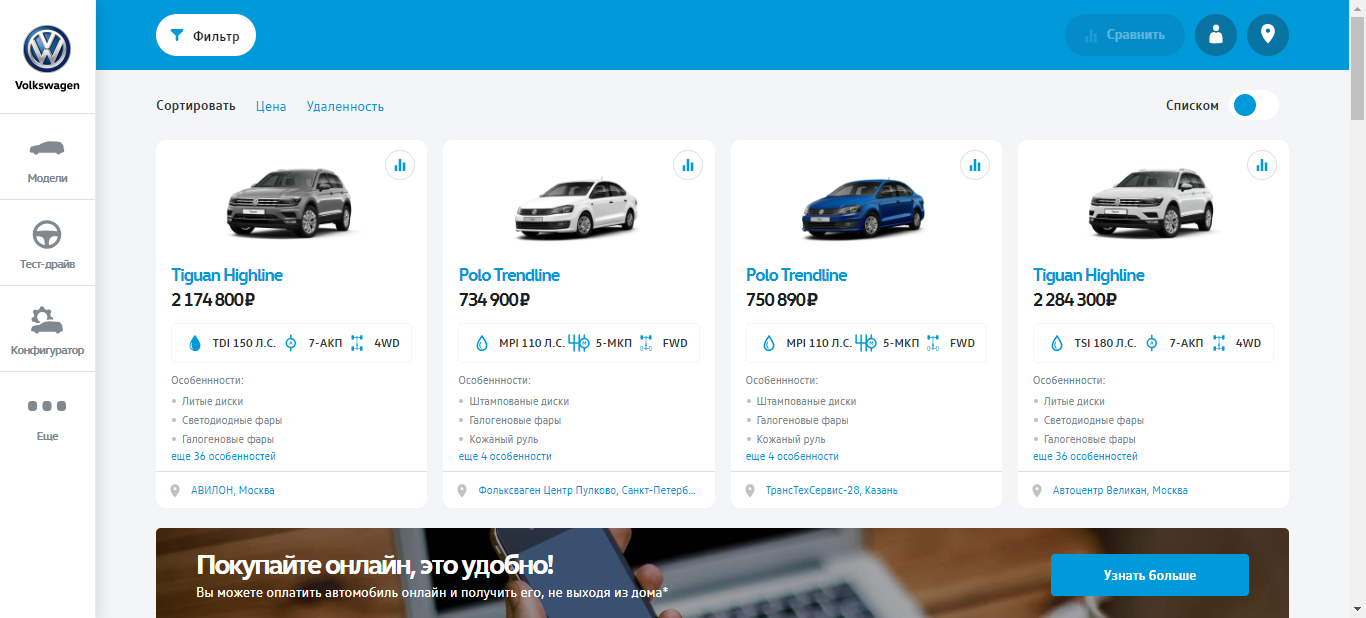 Фильтр
Сравнить
Volkswagen
Модели
Тест-драйв
Конфигуратор
Еще
Сортировать Цена Удаленность
Списком
Tiguan Highline
2 174 800 ₽
TDI 150 Л.С. 7-АКП 4WD
Особеннности:
Литые диски
Светодиодные фары
Галогеновые фары
еще 36 особенностей
АВИЛОН, Москва
Polo Trendline
734 900 ₽
MPI 110 Л.С. 5-МКП FWD
Особеннности:
Штампованые диски
Галогеновые фары
Кожаный руль
еще 4 особенности
Фольксваген Центр Пулково, Санкт-Петерб...
Polo Trendline
750 890 ₽
MPI 110 Л.С. 5-МКП FWD
Особеннности:
Штампованые диски
Галогеновые фары
Кожаный руль
еще 4 особенности
ТрансТехСервис-28, Казань
Tiguan Highline
2 284 300 ₽
TSI 180 Л.С. 7-АКП 4WD
Особеннности:
Литые диски
Светодиодные фары
Галогеновые фары
еще 36 особенностей
Автоцентр Великан, Москва
Покупайте онлайн, это удобно!
Вы можете оплатить автомобиль онлайн и получить его, не выходя из дома*
Узнать больше